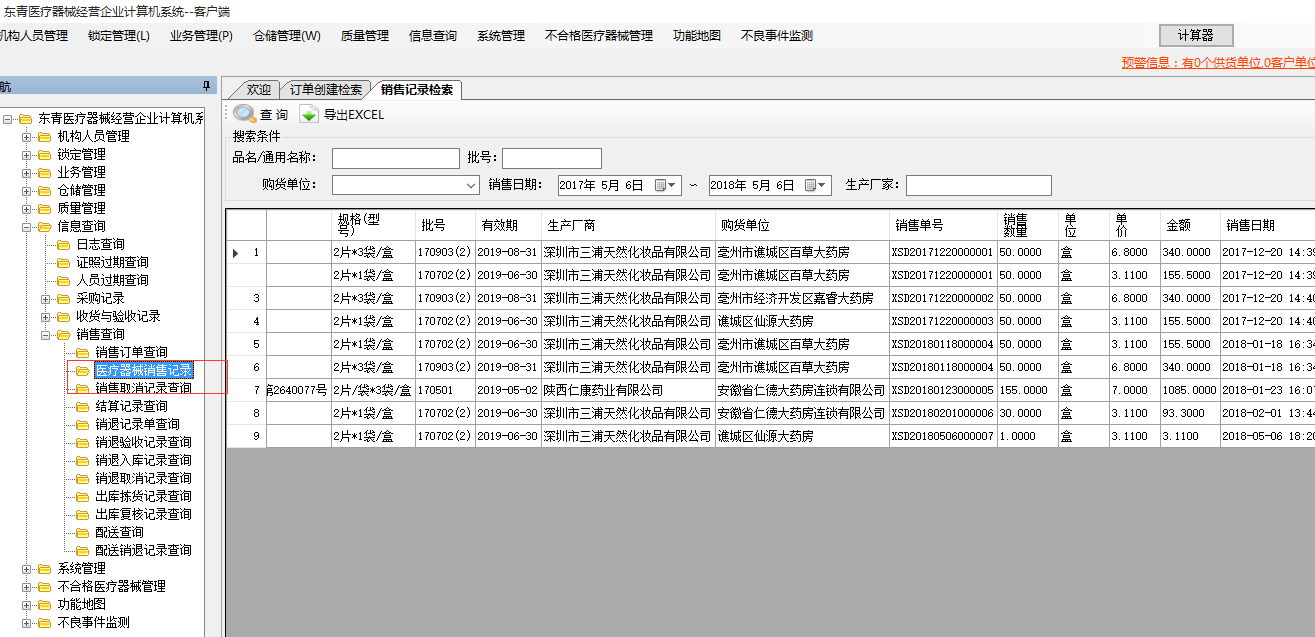 东青医疗器械经营企业计算机系统--客户端
机构人员管理 锁定管理(L) 业务管理(P) 仓储管理(W) 质量管理 信息查询 系统管理 不合格医疗器械管理 功能地图 不良事件监测 计算器
预警信息：有0个供货单位,0客户单位
航
欢迎 订单创建检索 销售记录检索
查 询 导出EXCEL
搜索条件
品名/通用名称： 批号：
购货单位： 销售日期： 2017年 5月 6日 ~ 2018年 5月 6日 生产厂家：
东青医疗器械经营企业计算机系
机构人员管理
锁定管理
业务管理
仓储管理
质量管理
信息查询
日志查询
证照过期查询
人员过期查询
采购记录
收货与验收记录
销售查询
销售订单查询
医疗器械销售记录
销售取消记录查询
结算记录查询
销退记录单查询
销退验收记录查询
销退入库记录查询
销退取消记录查询
出库拣货记录查询
出库复核记录查询
配送查询
配送销退记录查询
系统管理
不合格医疗器械管理
功能地图
不良事件监测
规格(型号) 批号 有效期 生产厂商 购货单位 销售单号 销售数量 单位 单价 金额 销售日期
1 2片*3袋/盒 170903(2) 2019-08-31 深圳市三浦天然化妆品有限公司 亳州市谯城区百草大药房 XSD20171220000001 50.0000 盒 6.8000 340.0000 2017-12-20 14:39
2片*1袋/盒 170702(2) 2019-06-30 深圳市三浦天然化妆品有限公司 亳州市谯城区百草大药房 XSD20171220000001 50.0000 盒 3.1100 155.5000 2017-12-20 14:39
3 2片*3袋/盒 170903(2) 2019-08-31 深圳市三浦天然化妆品有限公司 亳州市经济开发区嘉睿大药房 XSD20171220000002 50.0000 盒 6.8000 340.0000 2017-12-20 14:40
4 2片*1袋/盒 170702(2) 2019-06-30 深圳市三浦天然化妆品有限公司 谯城区仙源大药房 XSD20171220000003 50.0000 盒 3.1100 155.5000 2017-12-20 14:40
5 2片*1袋/盒 170702(2) 2019-06-30 深圳市三浦天然化妆品有限公司 亳州市谯城区百草大药房 XSD20180118000004 50.0000 盒 3.1100 155.5000 2018-01-18 16:34
6 2片*3袋/盒 170903(2) 2019-08-31 深圳市三浦天然化妆品有限公司 亳州市谯城区百草大药房 XSD20180118000004 50.0000 盒 6.8000 340.0000 2018-01-18 16:34
7 第2640077号 2片/袋*3袋/盒 170501 2019-05-02 陕西仁康药业有限公司 安徽省仁德大药房连锁有限公司 XSD20180123000005 155.0000 盒 7.0000 1085.0000 2018-01-23 16:07
8 2片*1袋/盒 170702(2) 2019-06-30 深圳市三浦天然化妆品有限公司 安徽省仁德大药房连锁有限公司 XSD20180201000006 30.0000 盒 3.1100 93.3000 2018-02-01 13:44
9 2片*1袋/盒 170702(2) 2019-06-30 深圳市三浦天然化妆品有限公司 谯城区仙源大药房 XSD20180506000007 1.0000 盒 3.1100 3.1100 2018-05-06 18:20